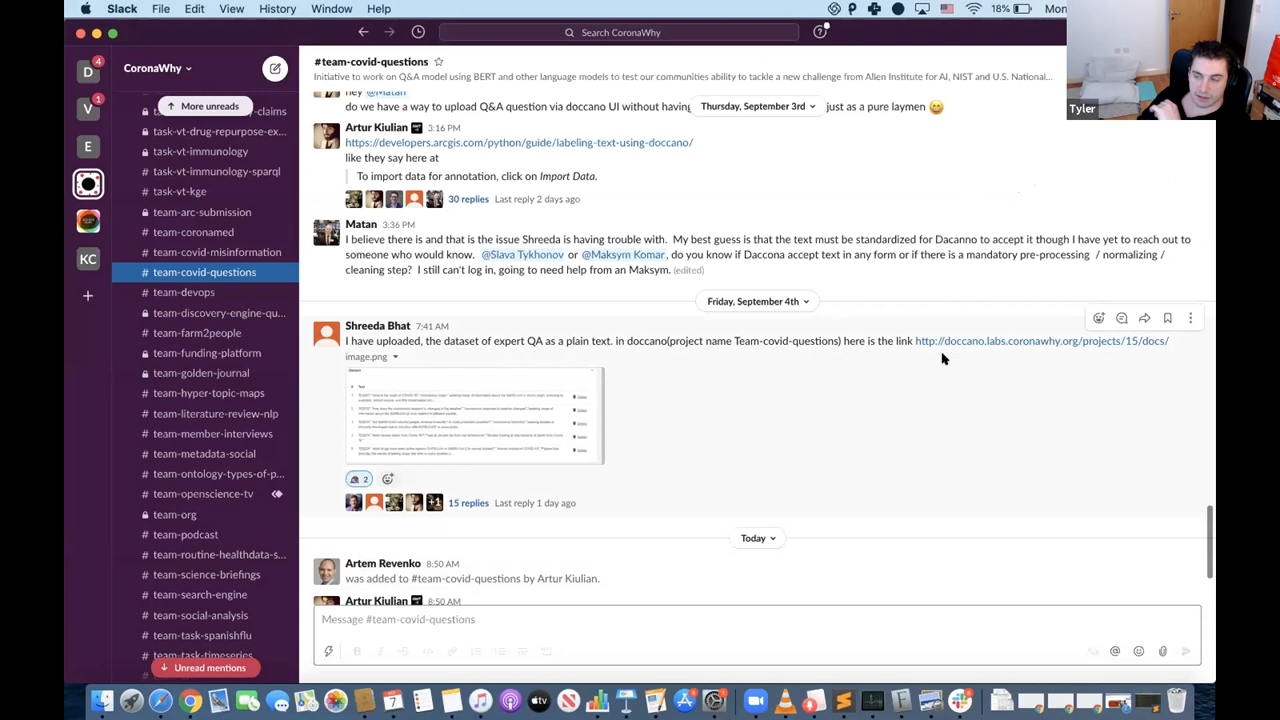 Slack File Edit View History Window Help
18% Mon
Search CoronaWhy
Tyler
D 4
V 1
E
KC
CoronaWhy
More unreads
task-vt-drug-repurpose-ex...
task-vt-immunology
task-vt-immunology-sparql
task-vt-kge
team-arc-submission
# team-coronamed
# team-covid-misinformation
# team-covid-questions
# team-devops
# team-discovery-engine-qu...
# team-farm2people
# team-funding-platform
# team-golden-journal
# team-hyper-topic-maps
# team-literature-review-nlp
# team-member-interviews
# team-metadata-social
# team-ontology-types-of-p...
# team-openscience-tv
# team-org
# team-podcast
# team-routine-healthdata-s...
# team-science-briefings
# team-search-engine
# team-social-analysis
# team-task-spanishflu
# team-task-timeseries
Unread mentions
#team-covid-questions
Initiative to work on Q&A model using BERT and other language models to test our communities ability to tackle a new challenge from Allen Institute for AI, NIST and U.S. National...
hey @Matan
do we have a way to upload Q&A question via doccano UI without having
Thursday, September 3rd
just as a pure laymen
Artur Kiulian 3:16 PM
https://developers.arcgis.com/python/guide/labeling-text-using-doccano/
like they say here at
To import data for annotation, click on Import Data.
30 replies Last reply 2 days ago
Matan 3:36 PM
I believe there is and that is the issue Shreeda is having trouble with. My best guess is that the text must be standardized for Dacanno to accept it though I have yet to reach out to
someone who would know. @Slava Tykhonov or @Maksym Komar, do you know if Daccona accept text in any form or if there is a mandatory pre-processing / normalizing /
cleaning step? I still can't log in, going to need help from an Maksym. (edited)
Friday, September 4th
Shreeda Bhat 7:41 AM
I have uploaded, the dataset of expert QA as a plain text. in doccano(project name Team-covid-questions) here is the link http://doccano.labs.coronawhy.org/projects/15/docs/
image.png
2
+1 15 replies Last reply 1 day ago
Today
Artem Revenko 8:50 AM
was added to #team-covid-questions by Artur Kiulian.
Artur Kiulian 8:50 AM
Message #team-covid-questions